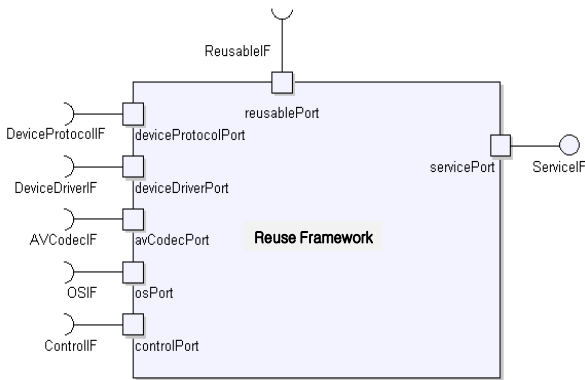 ReusableIF
reusablePort
DeviceProtocolIF
deviceProtocolPort
servicePort
ServiceIF
DeviceDriverIF
deviceDriverPort
AVCodecIF
avCodecPort
Reuse Framework
OSIF
osPort
ControlIF
controlPort